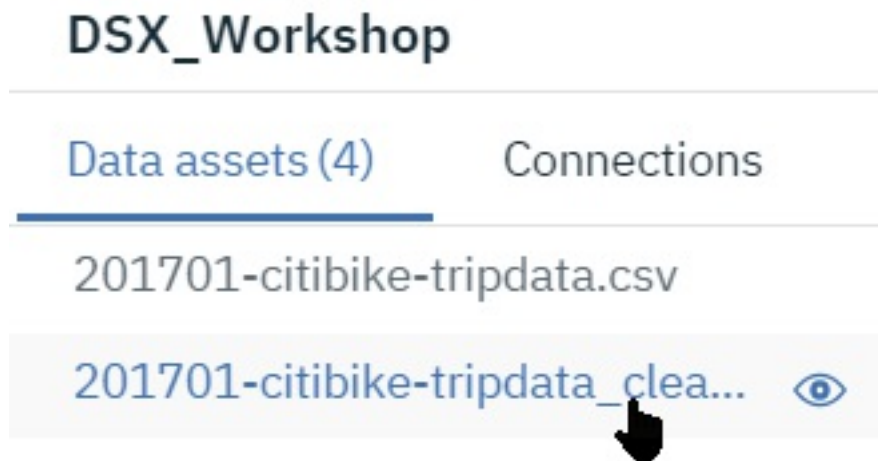 DSX_Workshop
Data assets (4) Connections
201701-citibike-tripdata.csv
201701-citibike-tripdata_clea...